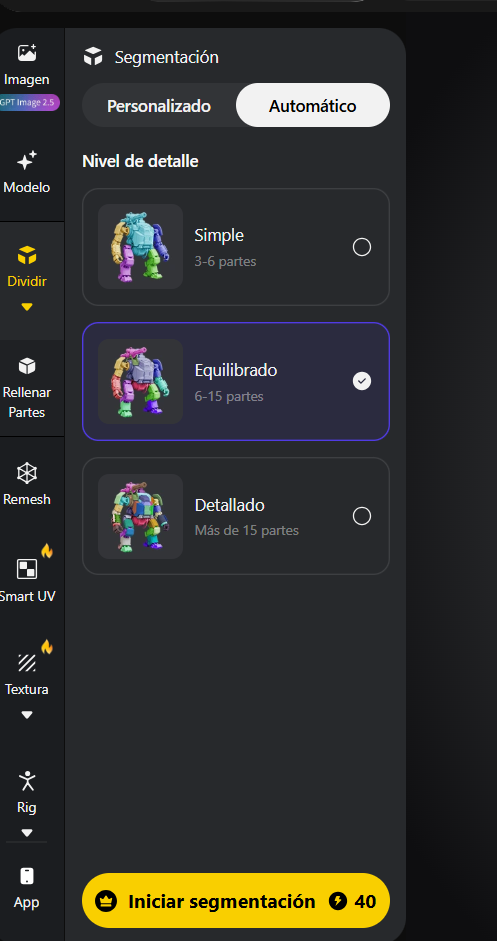 Imagen
GPT Image 2.5
Modelo
Dividir
Rellenar
Partes
Remesh
Smart UV
Textura
Rig
App
Segmentación
Personalizado
Automático
Nivel de detalle
Simple
3-6 partes
Equilibrado
6-15 partes
Detallado
Más de 15 partes
Iniciar segmentación 40